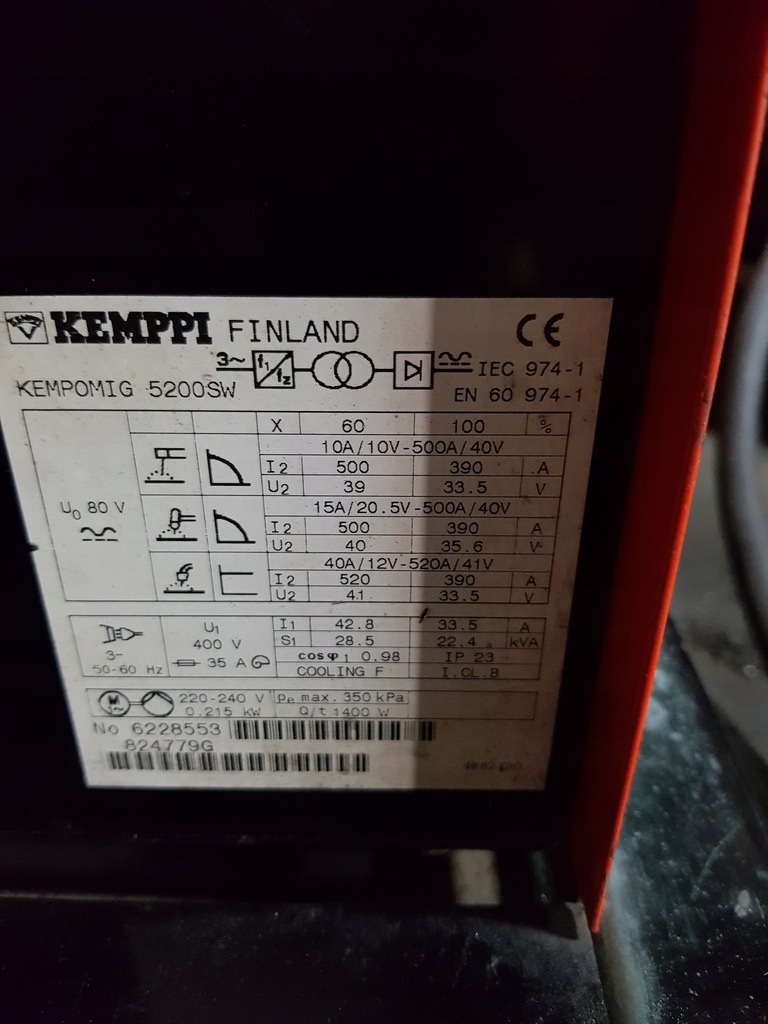 KEMPPI FINLAND CE
3~ f1/f2 IEC 974-1
KEMPOMIG 5200SW EN 60 974-1
X 60 100 %
10A/10V-500A/40V
I2 500 390 A
U2 39 33.5 V
U0 80 V
15A/20.5V-500A/40V
I2 500 390 A
U2 40 35.6 V
40A/12V-520A/41V
I2 520 390 A
U2 41 33.5 V
U1 I1 42.8 33.5 A
400 V S1 28.5 22.4 kVA
3~ 35 A cosφ1 0.98 IP 23
50-60 Hz COOLING F I.CL.B
M 1~ 220-240 V pe max. 350 kPa
0.215 kW Q/t 1400 W
No 6228553
824779G